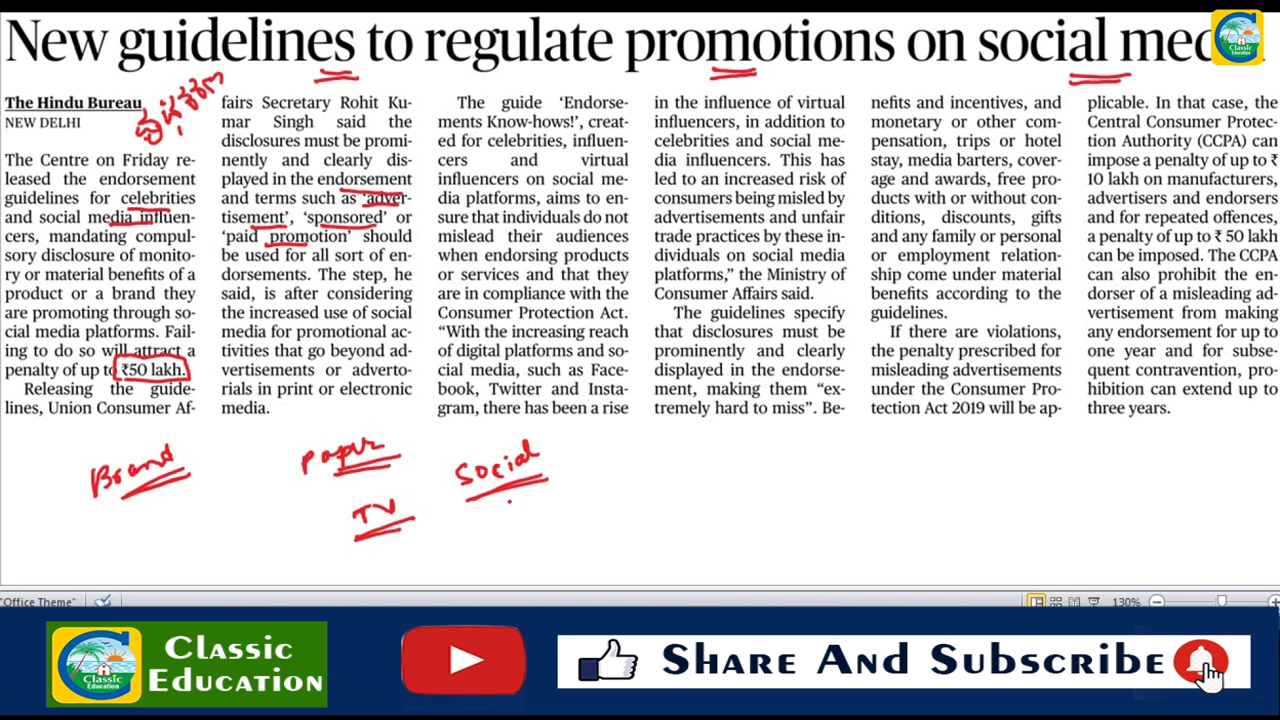 New guidelines to regulate promotions on social med
Classic
Education
The Hindu Bureau
NEW DELHI
The Centre on Friday re-
leased the endorsement
guidelines for celebrities
and social media influen-
cers, mandating compul-
sory disclosure of moneto-
ry or material benefits of a
product or a brand they
are promoting through so-
cial media platforms. Fail-
ing to do so will attract a
penalty of up to ₹50 lakh.
Releasing the guide-
lines, Union Consumer Af-
fairs Secretary Rohit Ku-
mar Singh said the
disclosures must be promi-
nently and clearly dis-
played in the endorsement
and terms such as ‘adver-
tisement’, ‘sponsored’ or
‘paid promotion’ should
be used for all sort of en-
dorsements. The step, he
said, is after considering
the increased use of social
media for promotional ac-
tivities that go beyond ad-
vertisements or adverto-
rials in print or electronic
media.
The guide ‘Endorse-
ments Know-hows!’, creat-
ed for celebrities, influen-
cers and virtual
influencers on social me-
dia platforms, aims to en-
sure that individuals do not
mislead their audiences
when endorsing products
or services and that they
are in compliance with the
Consumer Protection Act.
“With the increasing reach
of digital platforms and so-
cial media, such as Face-
book, Twitter and Insta-
gram, there has been a rise
in the influence of virtual
influencers, in addition to
celebrities and social me-
dia influencers. This has
led to an increased risk of
consumers being misled by
advertisements and unfair
trade practices by these in-
dividuals on social media
platforms,” the Ministry of
Consumer Affairs said.
The guidelines specify
that disclosures must be
prominently and clearly
displayed in the endorse-
ment, making them “ex-
tremely hard to miss”. Be-
nefits and incentives, and
monetary or other com-
pensation, trips or hotel
stay, media barters, cover-
age and awards, free pro-
ducts with or without con-
ditions, discounts, gifts
and any family or personal
or employment relation-
ship come under material
benefits according to the
guidelines.
If there are violations,
the penalty prescribed for
misleading advertisements
under the Consumer Pro-
tection Act 2019 will be ap-
plicable. In that case, the
Central Consumer Protec-
tion Authority (CCPA) can
impose a penalty of up to ₹
10 lakh on manufacturers,
advertisers and endorsers
and for repeated offences,
a penalty of up to ₹ 50 lakh
can be imposed. The CCPA
can also prohibit the en-
dorser of a misleading ad-
vertisement from making
any endorsement for up to
one year and for subse-
quent contravention, pro-
hibition can extend up to
three years.
Brand
Paper
TV
Social
"Office Theme"
130%
Classic
Education
Classic
Education
Share And Subscribe